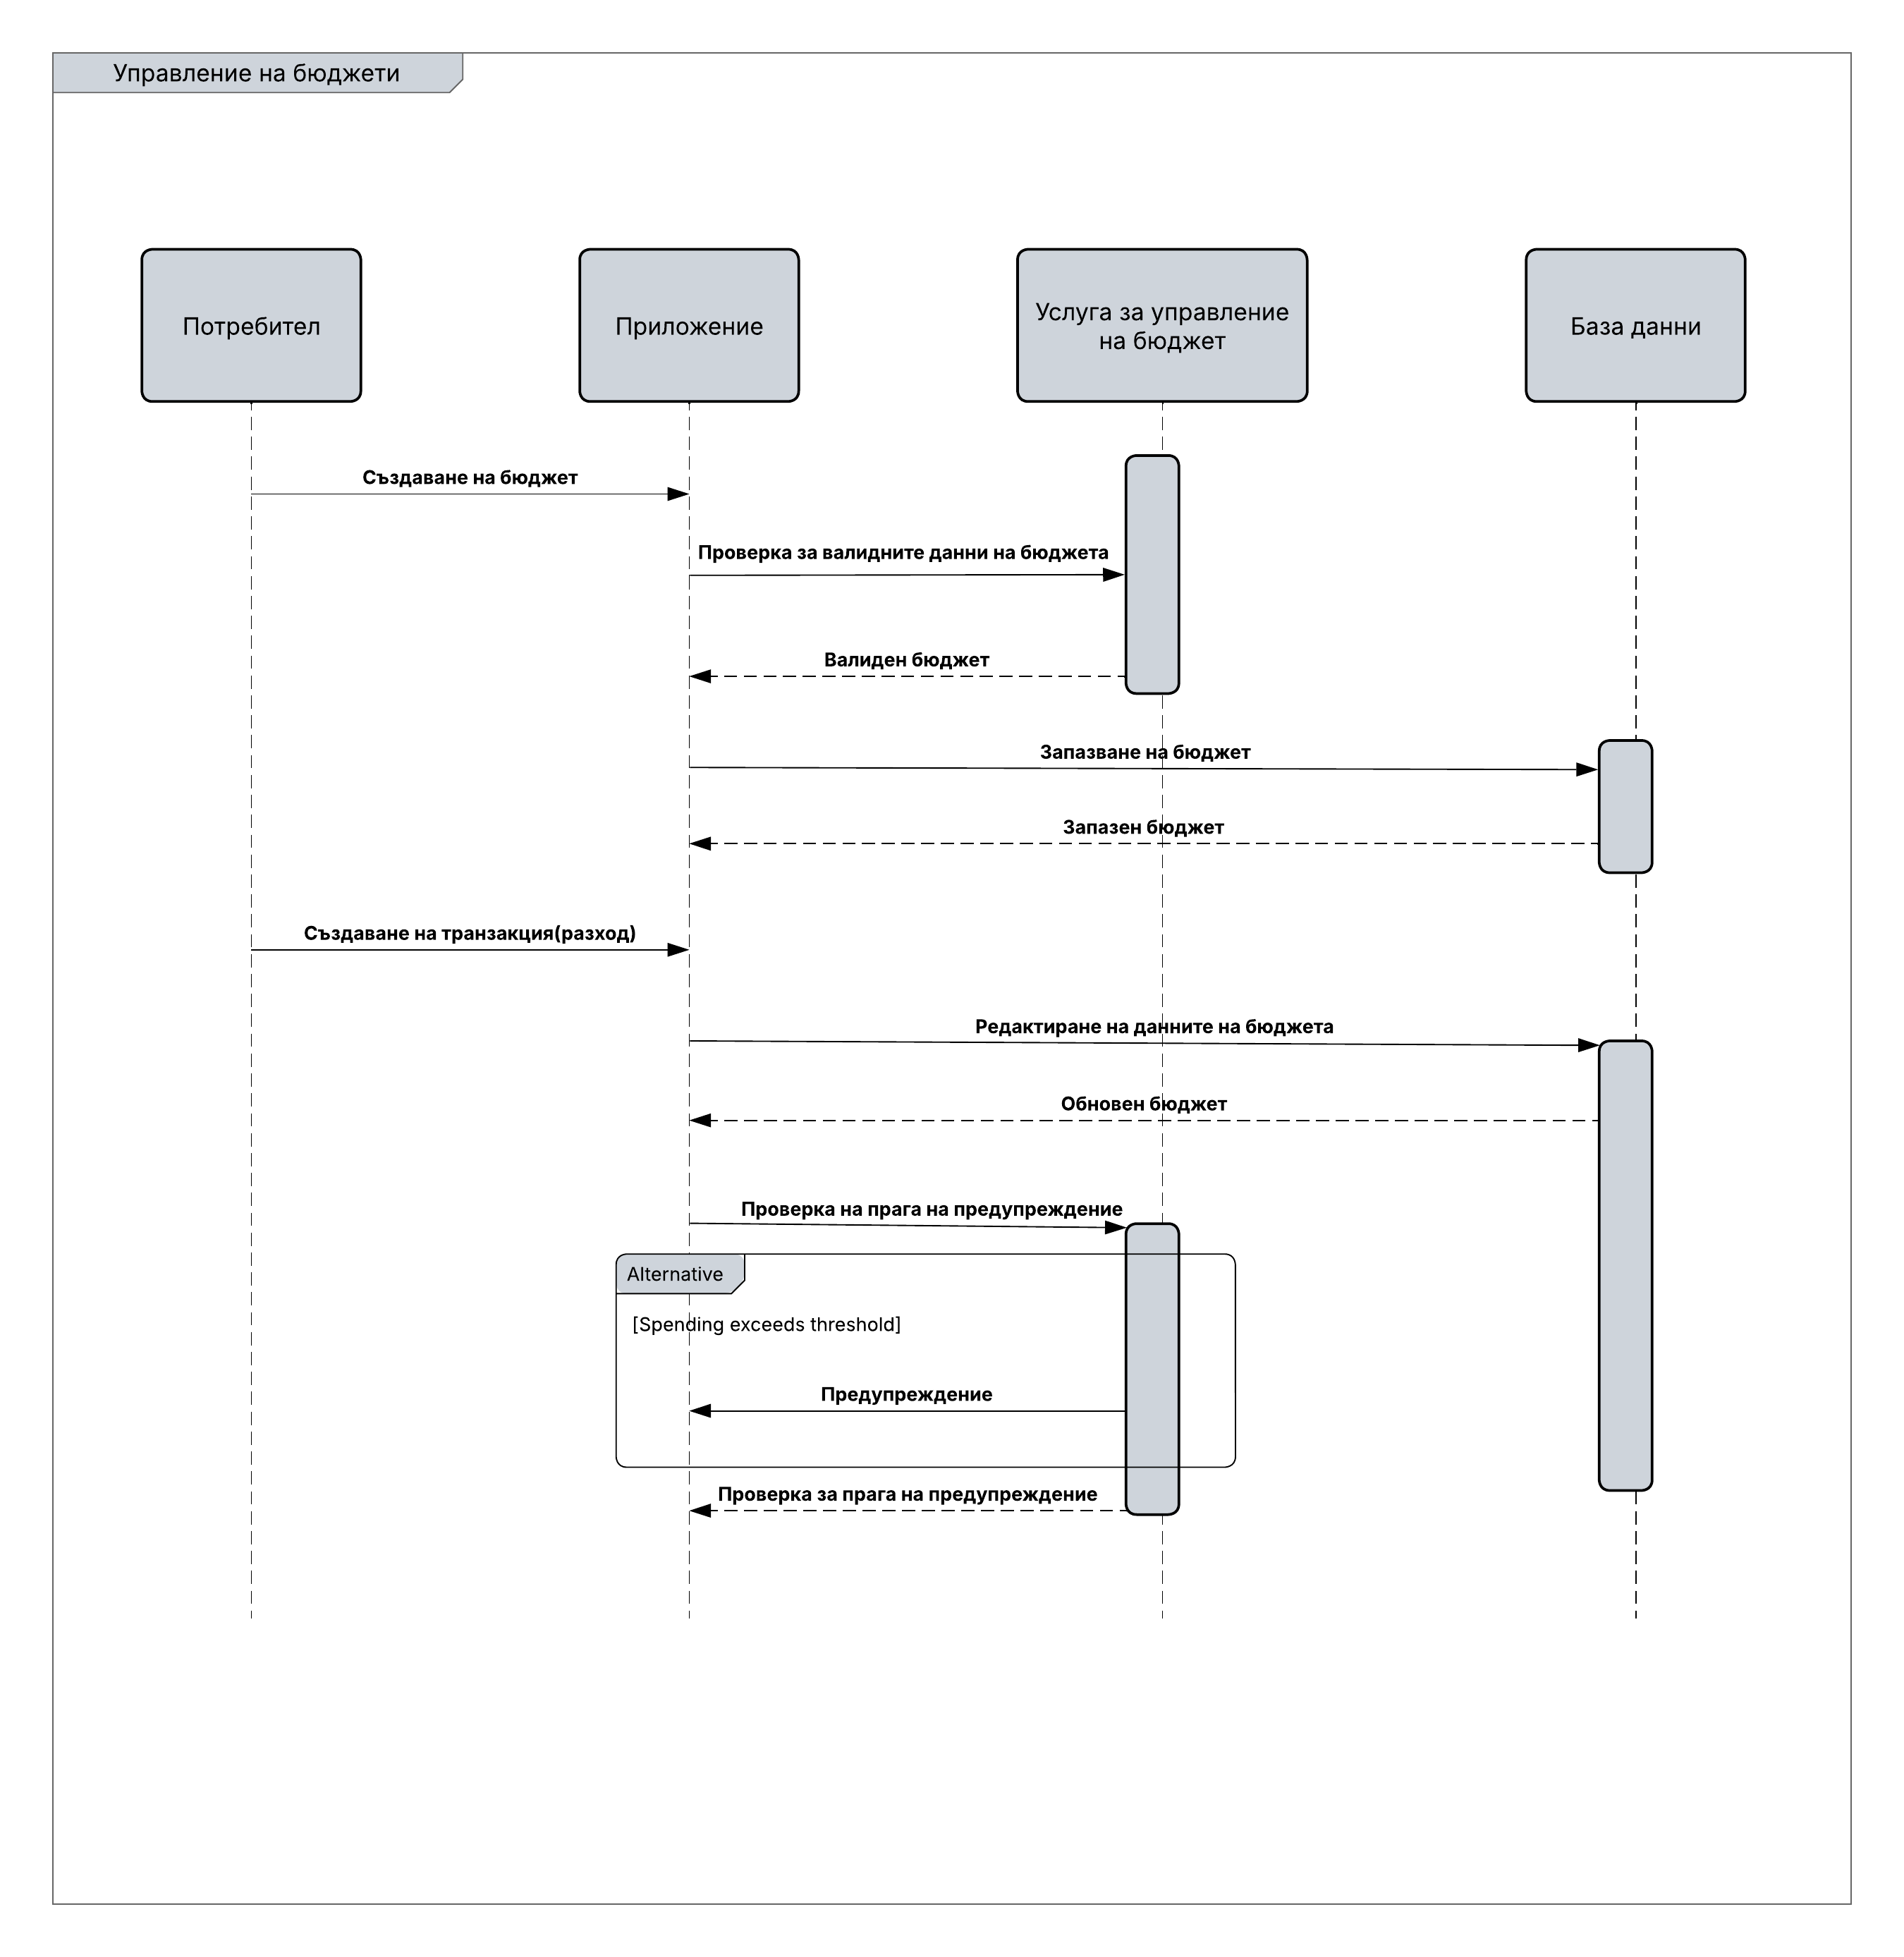 Управление на бюджети
Потребител
Приложение
Услуга за управление
на бюджет
База данни
Създаване на бюджет
Проверка за валидните данни на бюджета
Валиден бюджет
Запазване на бюджет
Запазен бюджет
Създаване на транзакция(разход)
Редактиране на данните на бюджета
Обновен бюджет
Проверка на прага на предупреждение
Alternative
[Spending exceeds threshold]
Предупреждение
Проверка за прага на предупреждение